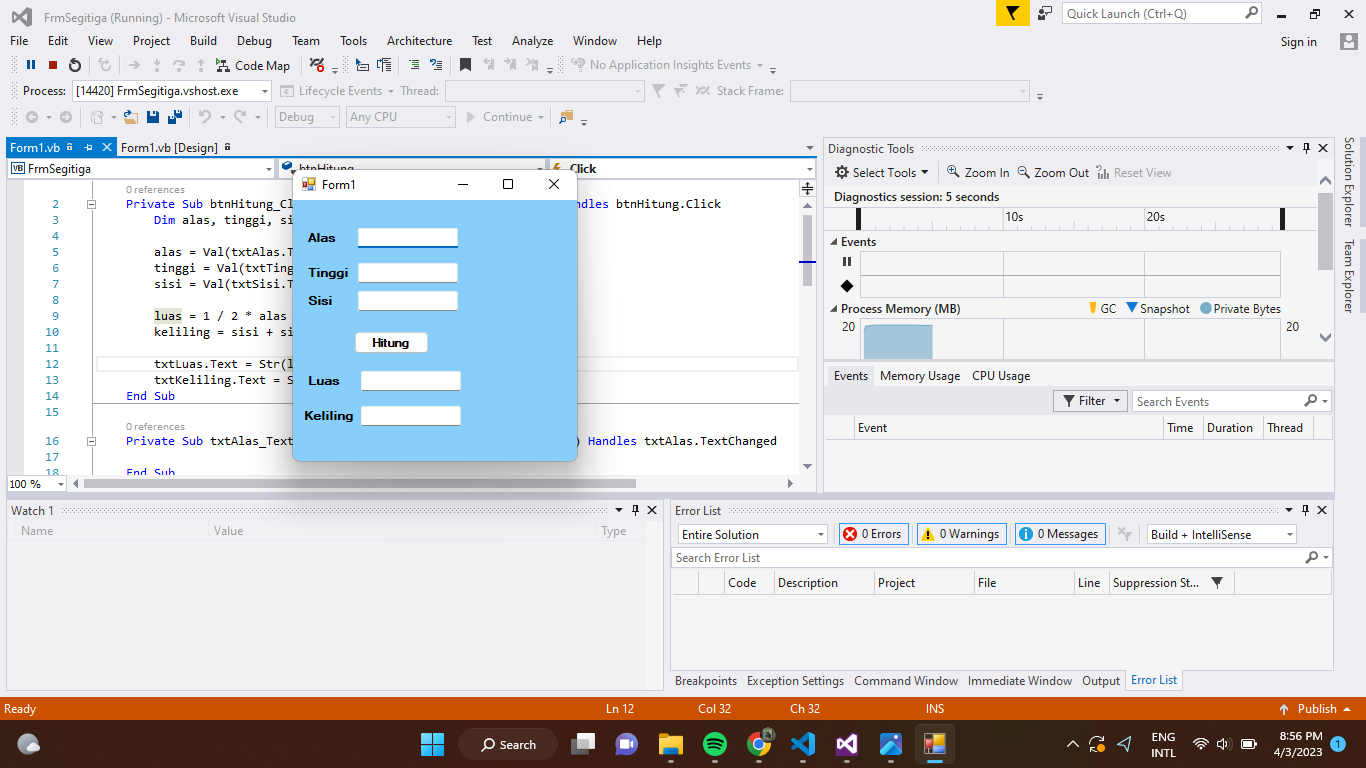 FrmSegitiga (Running) - Microsoft Visual Studio
Quick Launch (Ctrl+Q)
File Edit View Project Build Debug Team Tools Architecture Test Analyze Window Help
Sign in
Code Map
No Application Insights Events
Process: [14420] FrmSegitiga.vshost.exe Lifecycle Events Thread: Stack Frame:
Debug Any CPU Continue
Form1.vb Form1.vb [Design]
VB FrmSegitiga btnHitung Click
0 references
2 Private Sub btnHitung_Cl ndles btnHitung.Click
3 Dim alas, tinggi, si
4
5 alas = Val(txtAlas.T
6 tinggi = Val(txtTing
7 sisi = Val(txtSisi.T
8
9 luas = 1 / 2 * alas
10 keliling = sisi + si
11
12 txtLuas.Text = Str(l
13 txtKeliling.Text = S
14 End Sub
15
0 references
16 Private Sub txtAlas_Text ) Handles txtAlas.TextChanged
17
18 End Sub
100 %
Form1
Alas
Tinggi
Sisi
Hitung
Luas
Keliling
Diagnostic Tools
Select Tools Zoom In Zoom Out Reset View
Diagnostics session: 5 seconds
10s 20s
Events
Process Memory (MB) GC Snapshot Private Bytes
20 20
Events Memory Usage CPU Usage
Filter Search Events
Event Time Duration Thread
Solution Explorer
Team Explorer
Watch 1
Name Value Type
Error List
Entire Solution 0 Errors 0 Warnings 0 Messages Build + IntelliSense
Search Error List
Code Description Project File Line Suppression St...
Breakpoints Exception Settings Command Window Immediate Window Output Error List
Ready Ln 12 Col 32 Ch 32 INS Publish
Search
ENG
INTL
8:56 PM
4/3/2023
1